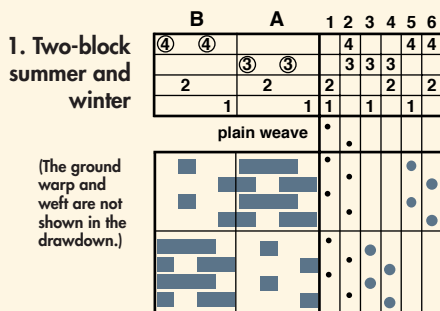 B A 1 2 3 4 5 6
1. Two-block
summer and
winter
④ ④ 4 4 4
③ ③ 3 3 3
2 2 2 2 2
1 1 1 1 1
plain weave
(The ground
warp and
weft are not
shown in the
drawdown.)